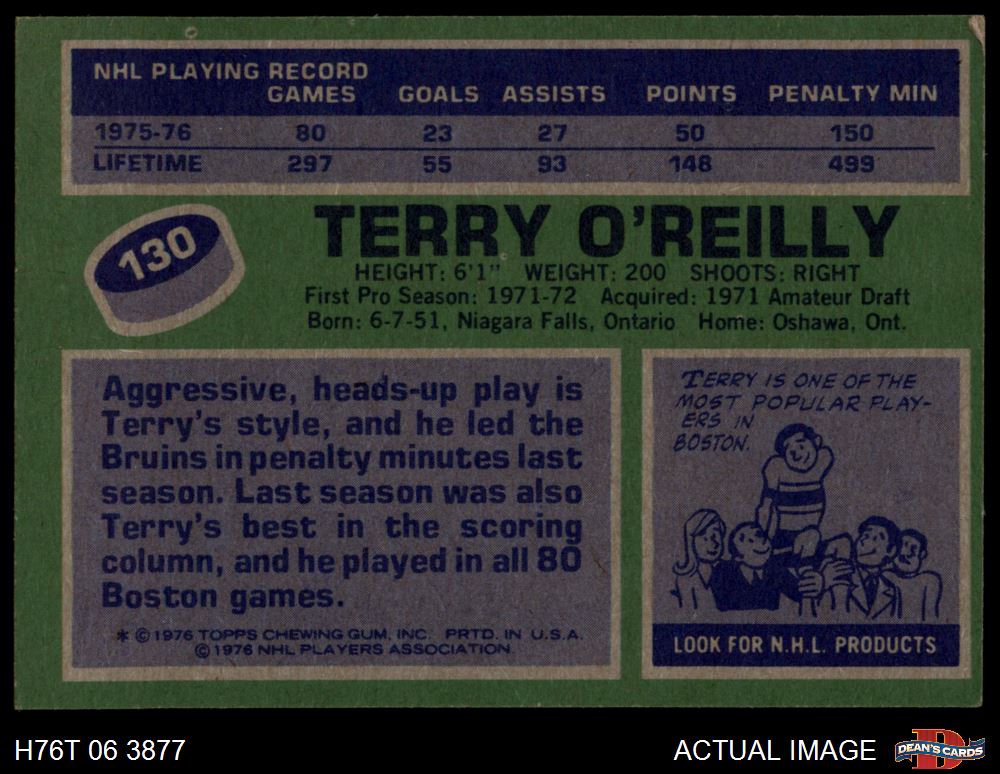 NHL PLAYING RECORD
GAMES GOALS ASSISTS POINTS PENALTY MIN
1975-76 80 23 27 50 150
LIFETIME 297 55 93 148 499
130
TERRY O'REILLY
HEIGHT: 6'1" WEIGHT: 200 SHOOTS: RIGHT
First Pro Season: 1971-72 Acquired: 1971 Amateur Draft
Born: 6-7-51, Niagara Falls, Ontario Home: Oshawa, Ont.
Aggressive, heads-up play is
Terry's style, and he led the
Bruins in penalty minutes last
season. Last season was also
Terry's best in the scoring
column, and he played in all 80
Boston games.
* © 1976 TOPPS CHEWING GUM, INC. PRTD. IN U.S.A.
© 1976 NHL PLAYERS ASSOCIATION.
TERRY IS ONE OF THE
MOST POPULAR PLAY-
ERS IN
BOSTON.
LOOK FOR N.H.L. PRODUCTS
H76T 06 3877
ACTUAL IMAGE
D
DEAN'S CARDS